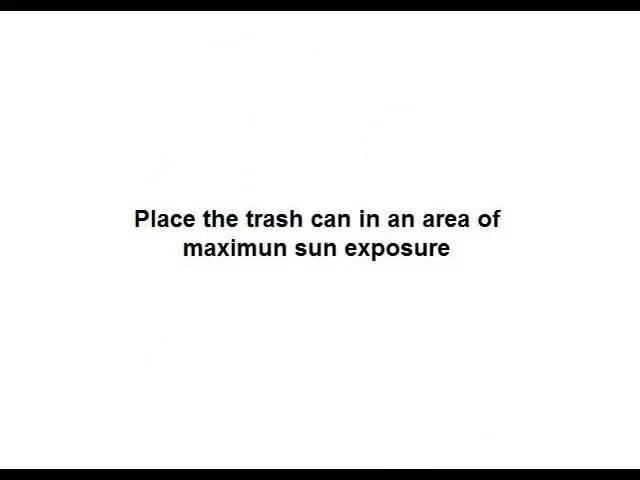 Place the trash can in an area of
maximun sun exposure